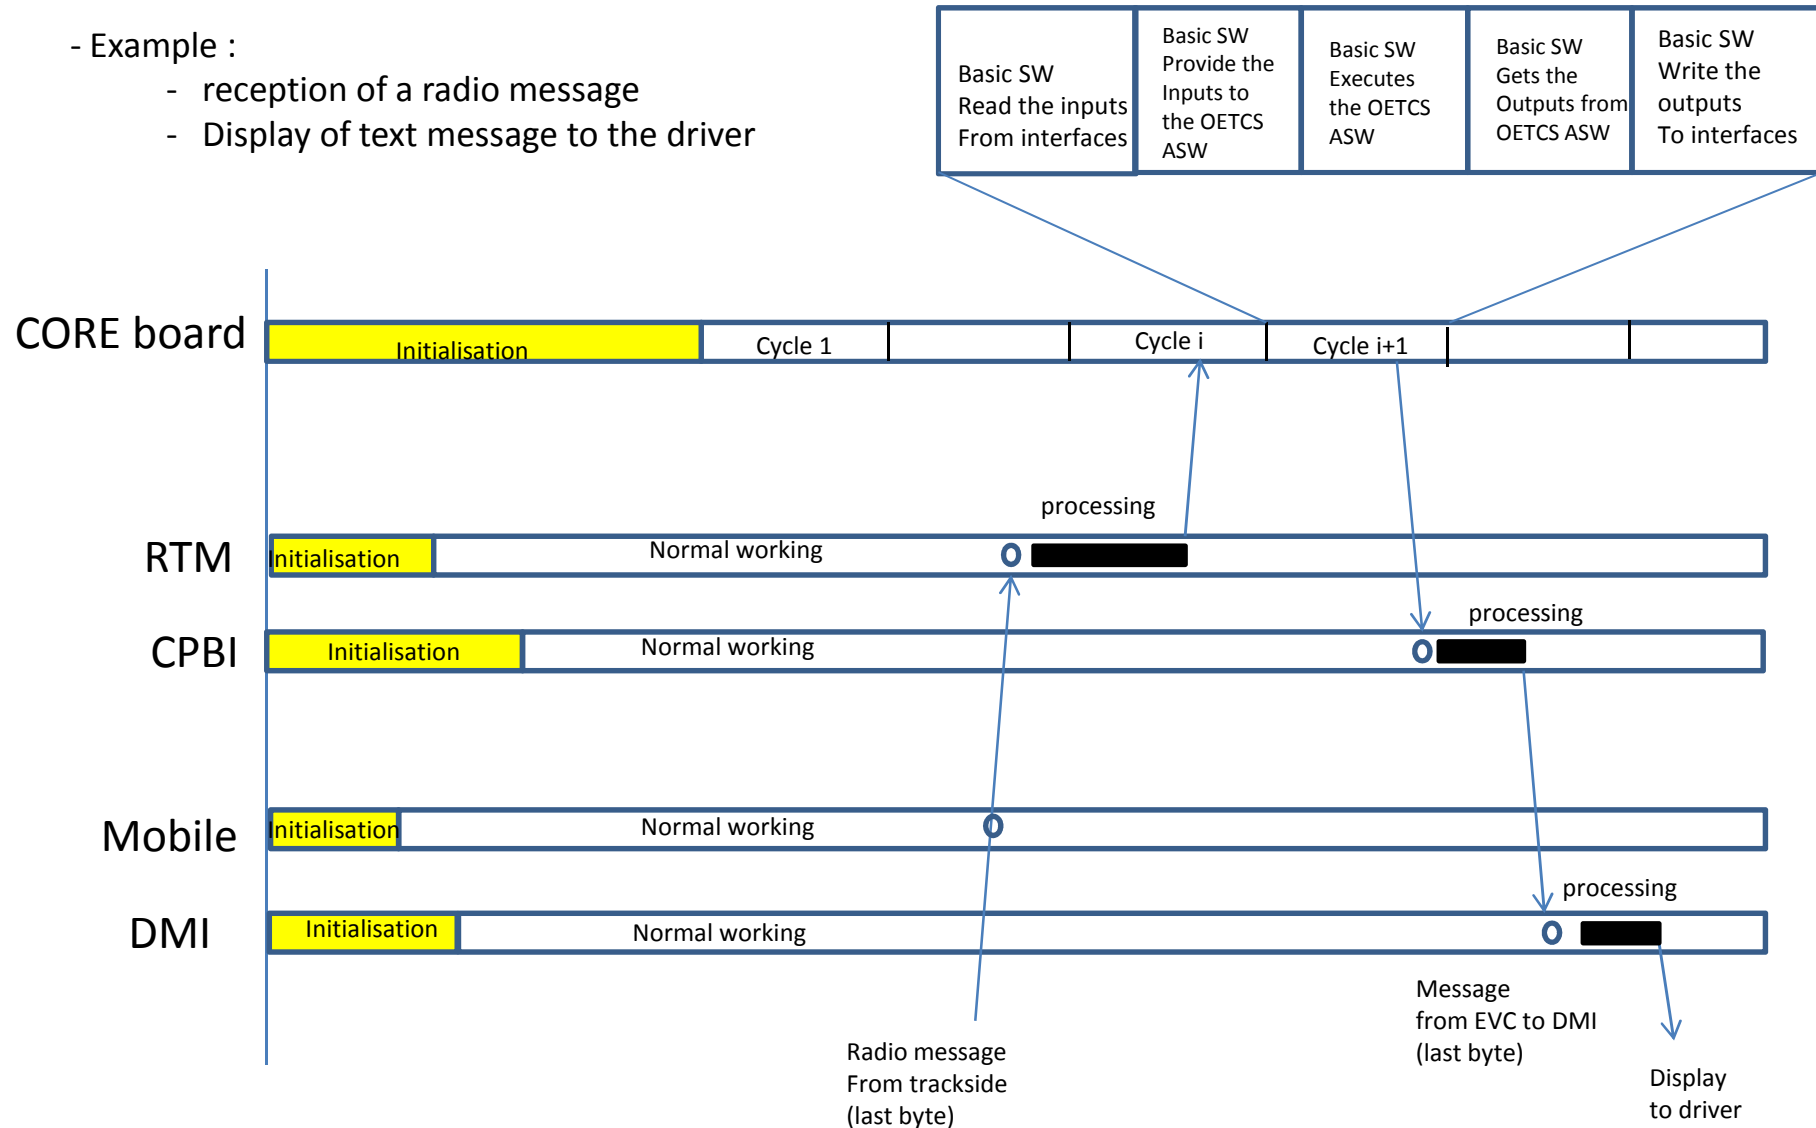 - Example :
- reception of a radio message
- Display of text message to the driver
Basic SW
Read the inputs
From interfaces
Basic SW
Provide the
Inputs to
the OETCS
ASW
Basic SW
Executes
the OETCS
ASW
Basic SW
Gets the
Outputs from
OETCS ASW
Basic SW
Write the
outputs
To interfaces
CORE board
Initialisation
Cycle 1
Cycle i
Cycle i+1
processing
RTM
Initialisation
Normal working
processing
CPBI
Initialisation
Normal working
Mobile
Initialisation
Normal working
processing
DMI
Initialisation
Normal working
Message
from EVC to DMI
(last byte)
Radio message
From trackside
(last byte)
Display
to driver